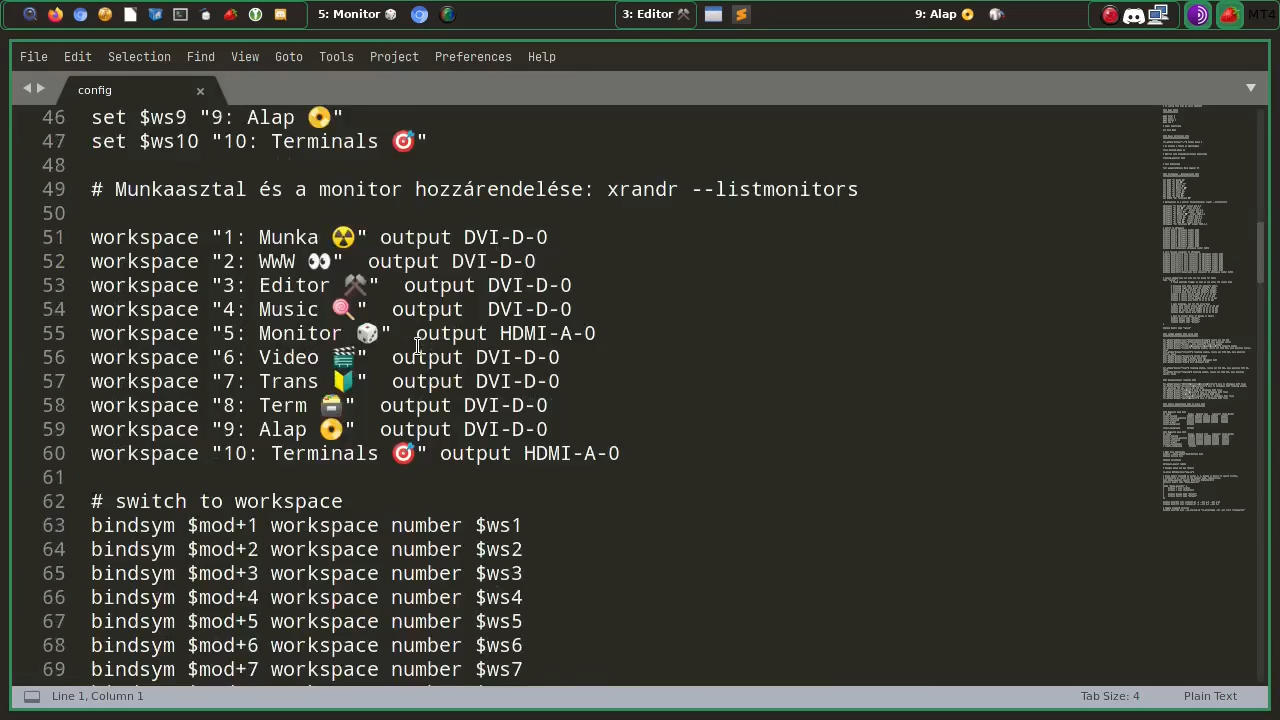 5: Monitor 🎲
3: Editor ⚒
9: Alap 📀
MT4
File Edit Selection Find View Goto Tools Project Preferences Help
config
46 set $ws9 "9: Alap 📀"
47 set $ws10 "10: Terminals 🎯"
48
49 # Munkaasztal és a monitor hozzárendelése: xrandr --listmonitors
50
51 workspace "1: Munka ☢" output DVI-D-0
52 workspace "2: WWW 👀"  output DVI-D-0
53 workspace "3: Editor ⚒"  output DVI-D-0
54 workspace "4: Music 🍭"  output  DVI-D-0
55 workspace "5: Monitor 🎲"  output HDMI-A-0
56 workspace "6: Video 🎬"  output DVI-D-0
57 workspace "7: Trans 🔰"  output DVI-D-0
58 workspace "8: Term 🗃"  output DVI-D-0
59 workspace "9: Alap 📀"  output DVI-D-0
60 workspace "10: Terminals 🎯" output HDMI-A-0
61
62 # switch to workspace
63 bindsym $mod+1 workspace number $ws1
64 bindsym $mod+2 workspace number $ws2
65 bindsym $mod+3 workspace number $ws3
66 bindsym $mod+4 workspace number $ws4
67 bindsym $mod+5 workspace number $ws5
68 bindsym $mod+6 workspace number $ws6
69 bindsym $mod+7 workspace number $ws7
Line 1, Column 1
Tab Size: 4
Plain Text